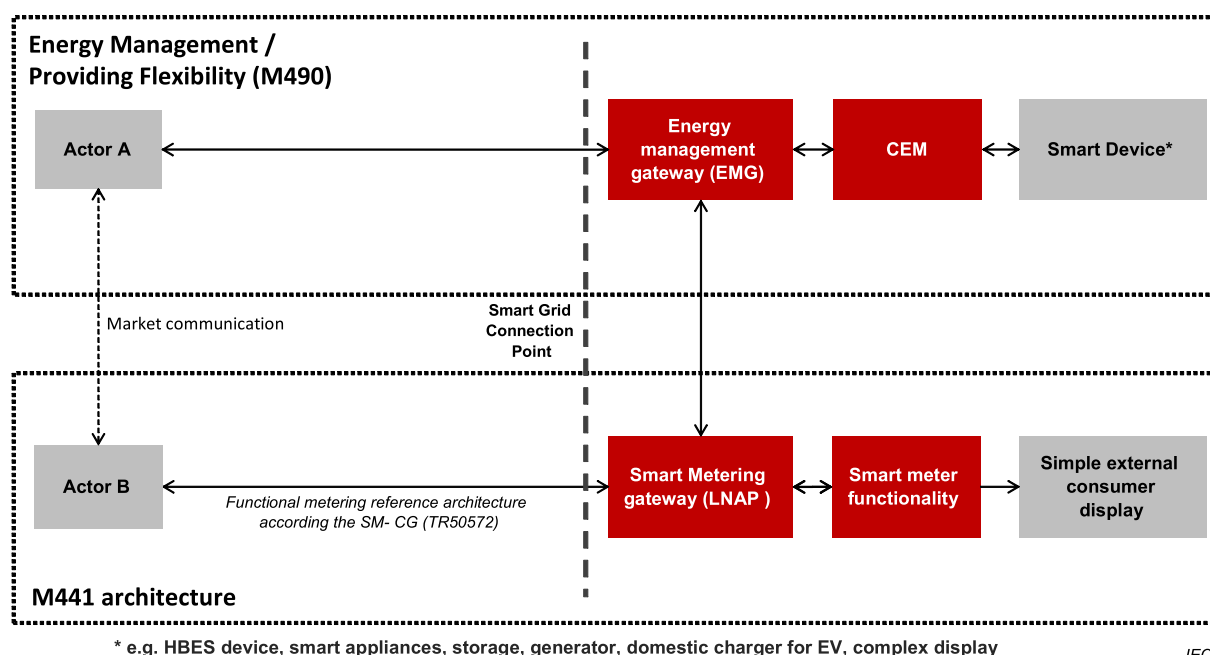 Energy Management /
Providing Flexibility (M490)
Actor A
Energy
management
gateway (EMG)
CEM
Smart Device*
Market communication
Smart Grid
Connection
Point
Actor B
Functional metering reference architecture
according the SM- CG (TR50572)
Smart Metering
gateway (LNAP )
Smart meter
functionality
Simple external
consumer
display
M441 architecture
* e.g. HBES device, smart appliances, storage, generator, domestic charger for EV, complex display